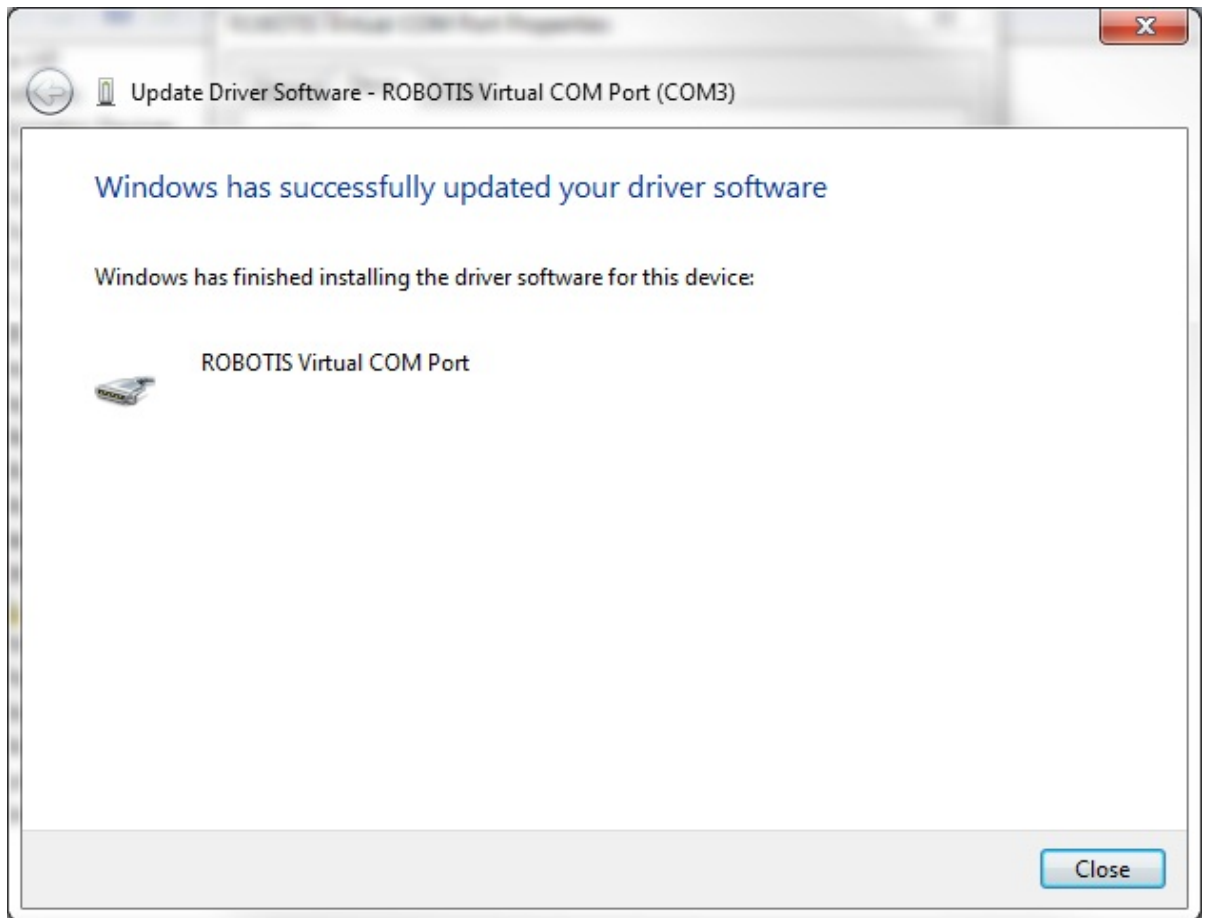 Update Driver Software - ROBOTIS Virtual COM Port (COM3)
Windows has successfully updated your driver software
Windows has finished installing the driver software for this device:
ROBOTIS Virtual COM Port
Close